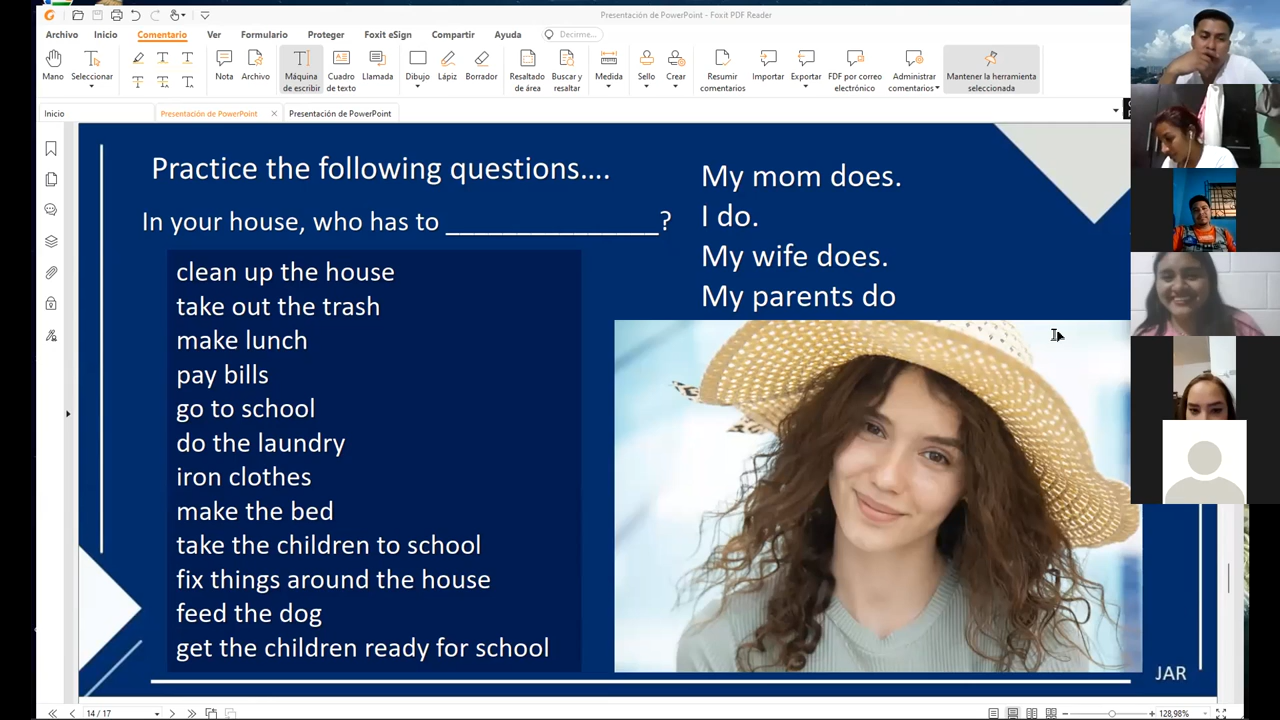 Presentación de PowerPoint - Foxit PDF Reader
Archivo Inicio Comentario Ver Formulario Proteger Foxit eSign Compartir Ayuda Decirme...
Mano Seleccionar Nota Archivo Máquina de escribir Cuadro de texto Llamada Dibujo Lápiz Borrador Resaltado de área Buscar y resaltar Medida Sello Crear Resumir comentarios Importar Exportar FDF por correo electrónico Administrar comentarios Mantener la herramienta seleccionada
Inicio Presentación de PowerPoint Presentación de PowerPoint
Practice the following questions....
In your house, who has to _______________?
clean up the house
take out the trash
make lunch
pay bills
go to school
do the laundry
iron clothes
make the bed
take the children to school
fix things around the house
feed the dog
get the children ready for school
My mom does.
I do.
My wife does.
My parents do
JAR
14 / 17
128,98%